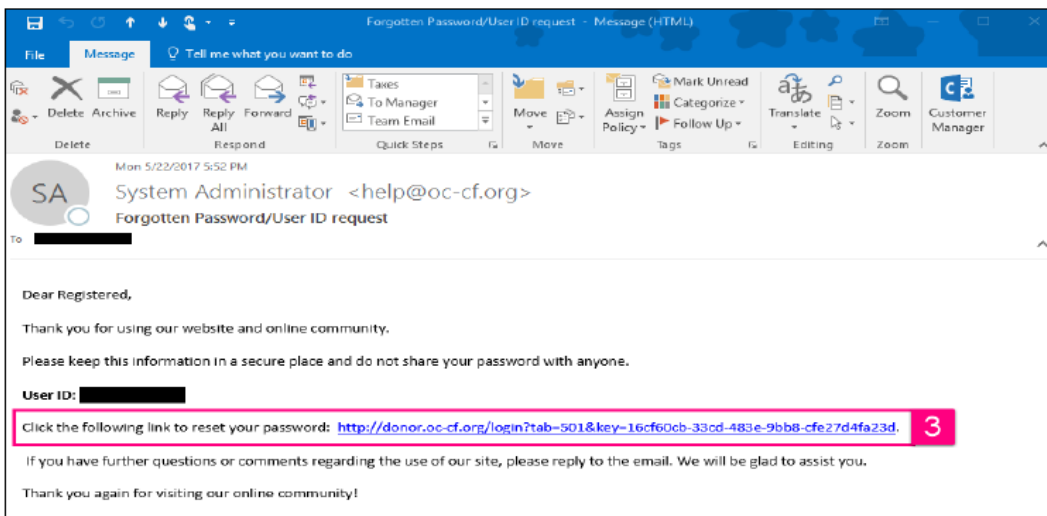 Forgotten Password/User ID request - Message (HTML)
File Message Tell me what you want to do
Delete Archive Reply Reply All Forward
Taxes
To Manager
Team Email
Move
Assign Policy
Mark Unread
Categorize
Follow Up
Translate
Zoom
Customer Manager
Delete Respond Quick Steps Move Tags Editing Zoom
Mon 5/22/2017 5:52 PM
SA
System Administrator <help@oc-cf.org>
Forgotten Password/User ID request
To
Dear Registered,
Thank you for using our website and online community.
Please keep this information in a secure place and do not share your password with anyone.
User ID:
Click the following link to reset your password: http://donor.oc-cf.org/login?tab=501&key=16cf60cb-33cd-483e-9bb8-cfe27d4fa23d. 3
If you have further questions or comments regarding the use of our site, please reply to the email. We will be glad to assist you.
Thank you again for visiting our online community!